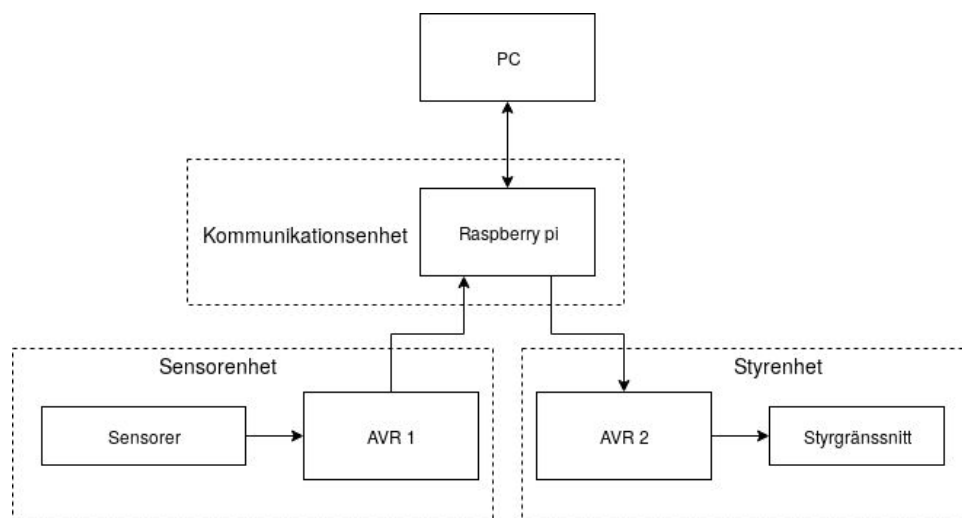 PC
Kommunikationsenhet
Raspberry pi
Sensorenhet
Styrenhet
Sensorer
AVR 1
AVR 2
Styrgränssnitt